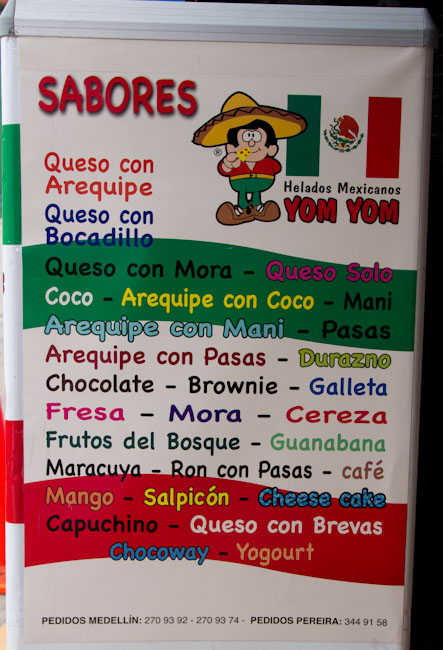 SABORES
®
Helados Mexicanos
YOM YOM
Queso con
Arequipe
Queso con
Bocadillo
Queso con Mora - Queso Solo
Coco - Arequipe con Coco - Mani
Arequipe con Mani - Pasas
Arequipe con Pasas - Durazno
Chocolate - Brownie - Galleta
Fresa - Mora - Cereza
Frutos del Bosque - Guanabana
Maracuya - Ron con Pasas - café
Mango - Salpicón - Cheese cake
Capuchino - Queso con Brevas
Chocoway - Yogourt
PEDIDOS MEDELLÍN: 270 93 92 - 270 93 74 - PEDIDOS PEREIRA: 344 91 58